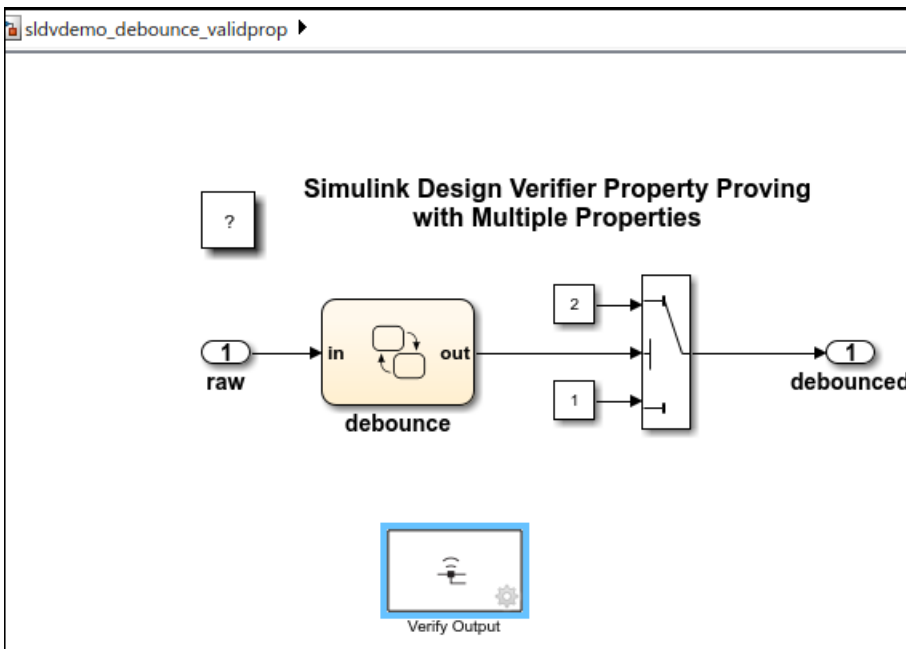 sldvdemo_debounce_validprop
Simulink Design Verifier Property Proving
with Multiple Properties
?
2
1
in
out
1
raw
debounce
1
1
debounced
Verify Output